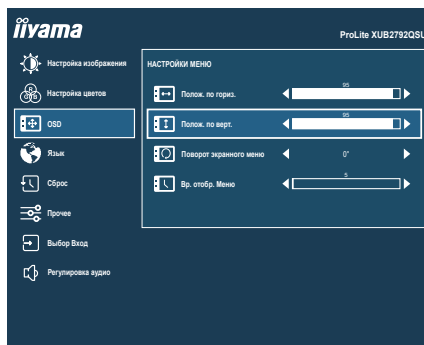 iiyama
ProLite XUB2792QSU
Настройка изображения
Настройка цветов
OSD
Язык
Сброс
Прочее
Выбор Вход
Регулировка аудио
НАСТРОЙКИ МЕНЮ
Полож. по гориз.
95
Полож. по верт.
95
Поворот экранного меню
0°
Вр. отобр. Меню
5